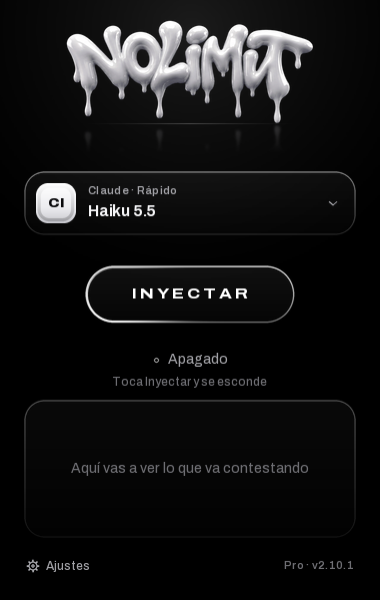 NOLIMIT
CI
Claude · Rápido
Haiku 5.5
INYECTAR
Apagado
Toca Inyectar y se esconde
Aquí vas a ver lo que va contestando
Ajustes
Pro · v2.10.1